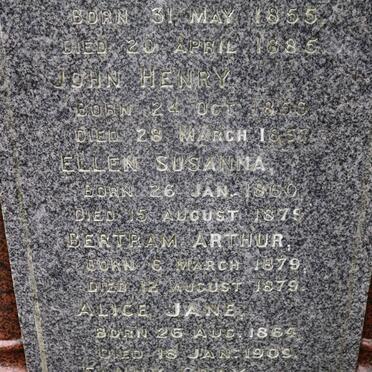 BORN 31 MAY 1855.
DIED 20 APRIL 1885
JOHN HENRY
BORN 24 OCT
DIED 28 MARCH
ELLEN SUSANNA,
BORN 26 JAN. 1860
DIED 15 AUGUST 1875
BERTRAM ARTHUR,
BORN 6 MARCH 1879,
DIED 12 AUGUST 1879.
ALICE JANE,
BORN 26 AUG. 1864
DIED 18 JAN. 1909.